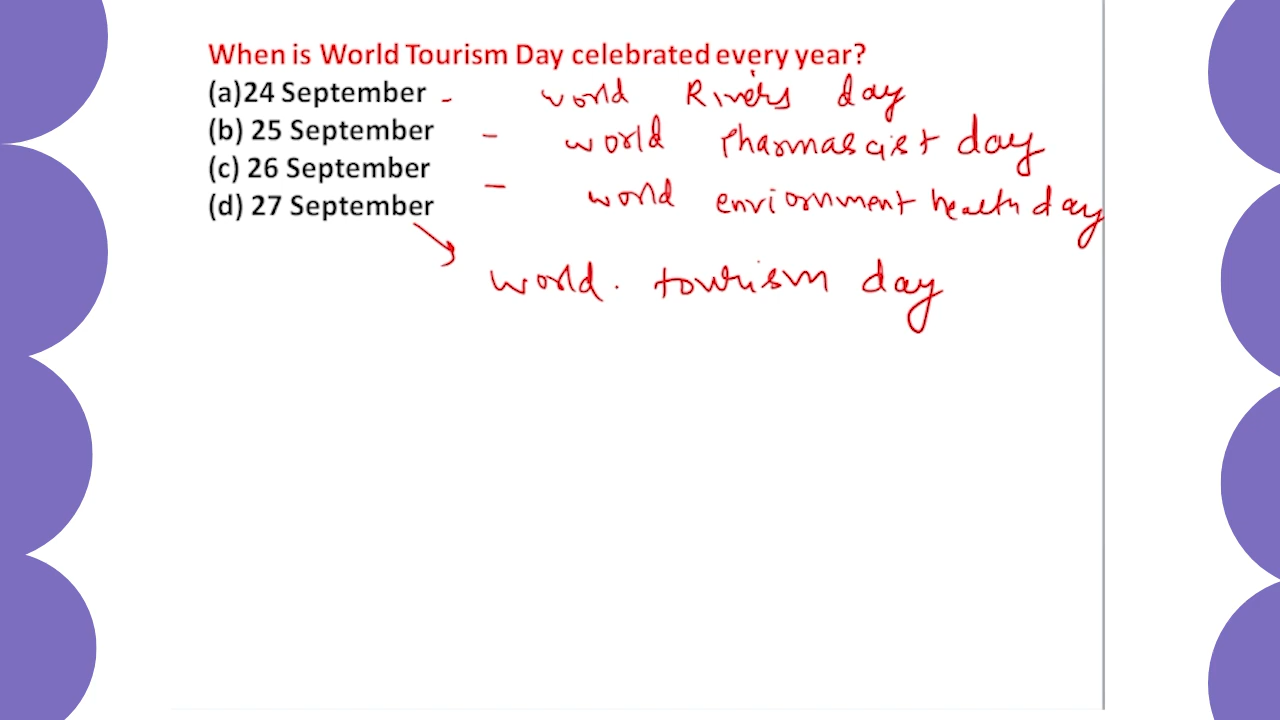 When is World Tourism Day celebrated every year?
(a)24 September - world Rivers day
(b) 25 September - world Pharmascist day
(c) 26 September - world enviornment health day
(d) 27 September
world. tourism day